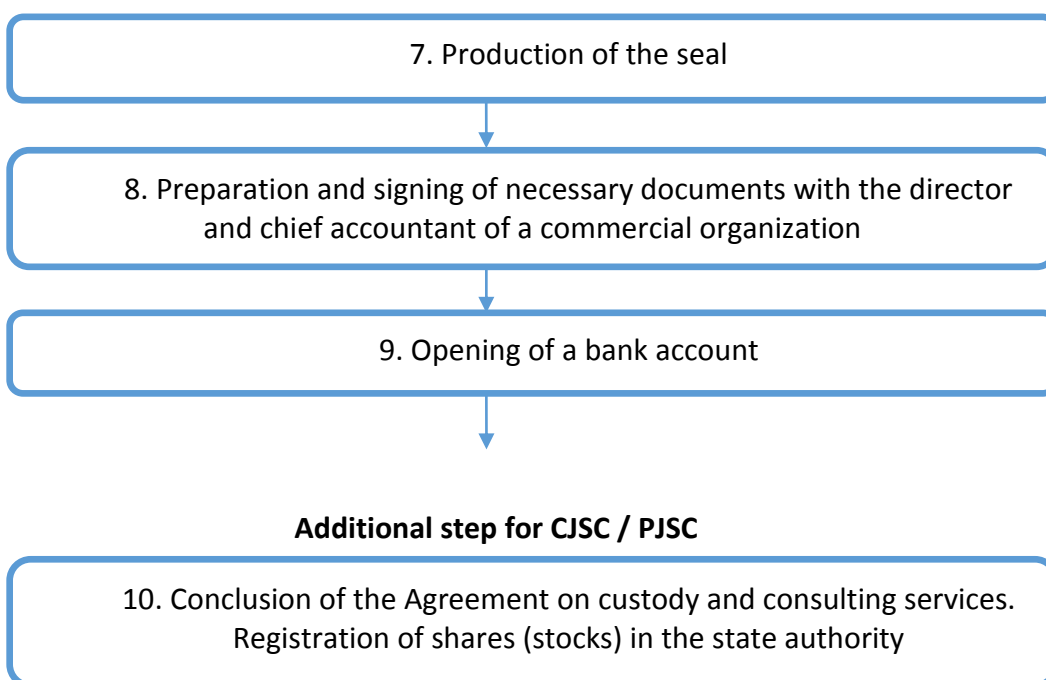 7. Production of the seal
8. Preparation and signing of necessary documents with the director
and chief accountant of a commercial organization
9. Opening of a bank account
Additional step for CJSC / PJSC
10. Conclusion of the Agreement on custody and consulting services.
Registration of shares (stocks) in the state authority